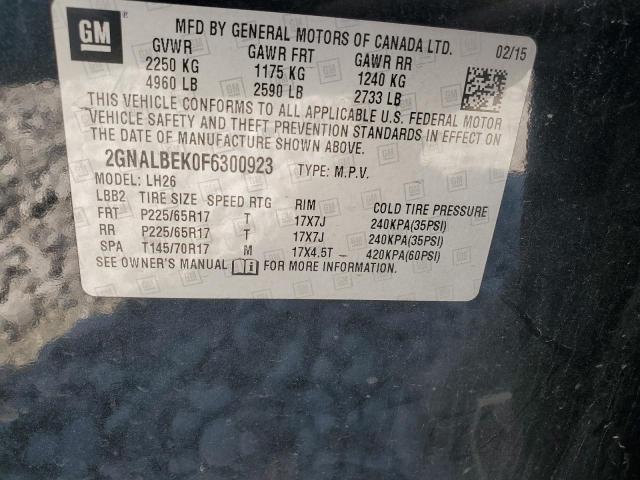 GM
MFD BY GENERAL MOTORS OF CANADA LTD. 02/15
GVWR GAWR FRT GAWR RR
2250 KG 1175 KG 1240 KG
4960 LB 2590 LB 2733 LB
THIS VEHICLE CONFORMS TO ALL APPLICABLE U.S. FEDERAL MOTOR
VEHICLE SAFETY AND THEFT PREVENTION STANDARDS IN EFFECT ON
THE DATE OF MANUFACTURE SHOWN ABOVE.
2GNALBEK0F6300923 TYPE: M.P.V.
MODEL: LH26
LBB2 TIRE SIZE SPEED RTG RIM COLD TIRE PRESSURE
FRT P225/65R17 T 17X7J 240KPA(35PSI)
RR P225/65R17 T 17X7J 240KPA(35PSI)
SPA T145/70R17 M 17X4.5T 420KPA(60PSI)
SEE OWNER'S MANUAL FOR MORE INFORMATION.